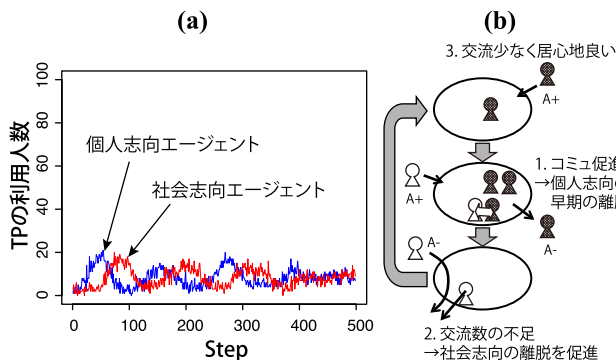 (a)
(b)
TPの利用人数
0 20 40 60 80 100
0 100 200 300 400 500
Step
個人志向エージェント
社会志向エージェント
3. 交流少なく居心地良い
A+
1. コミュ促進
→個人志向の
早期の離脱
A+
A-
A-
2. 交流数の不足
→社会志向の離脱を促進